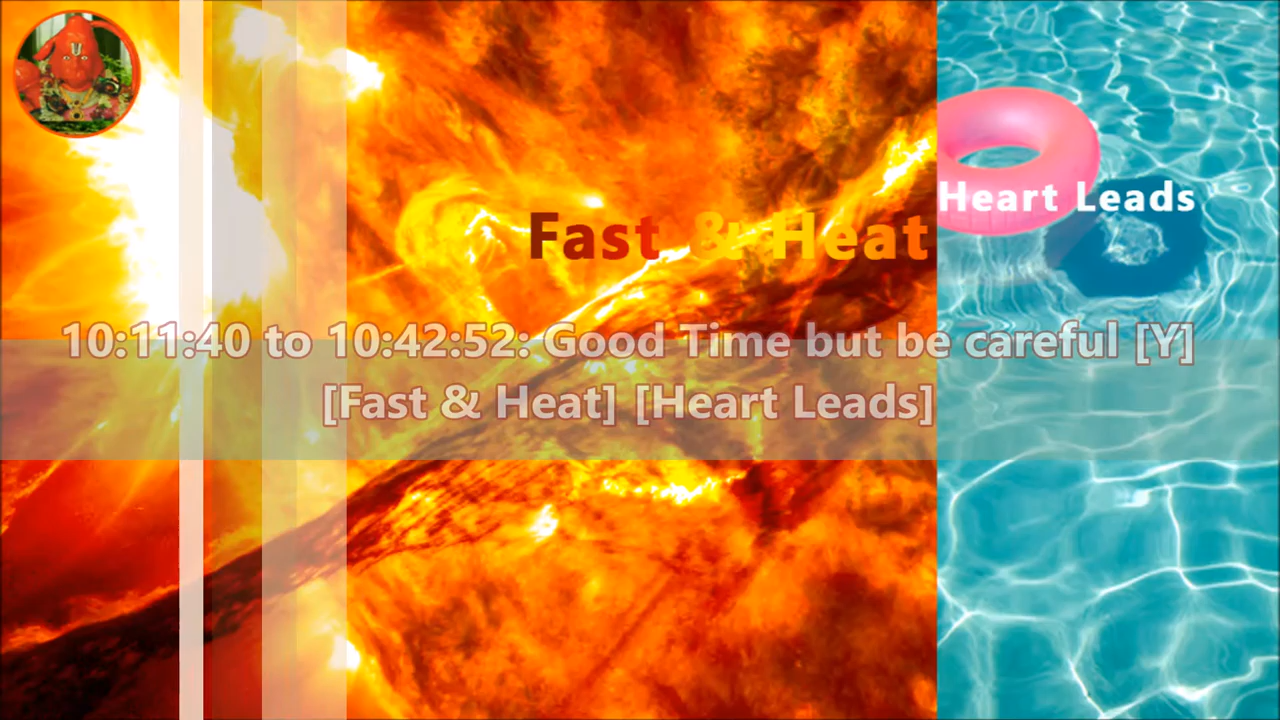 Heart Leads
Fast & Heat
10:11:40 to 10:42:52: Good Time but be careful [Y]
[Fast & Heat] [Heart Leads]